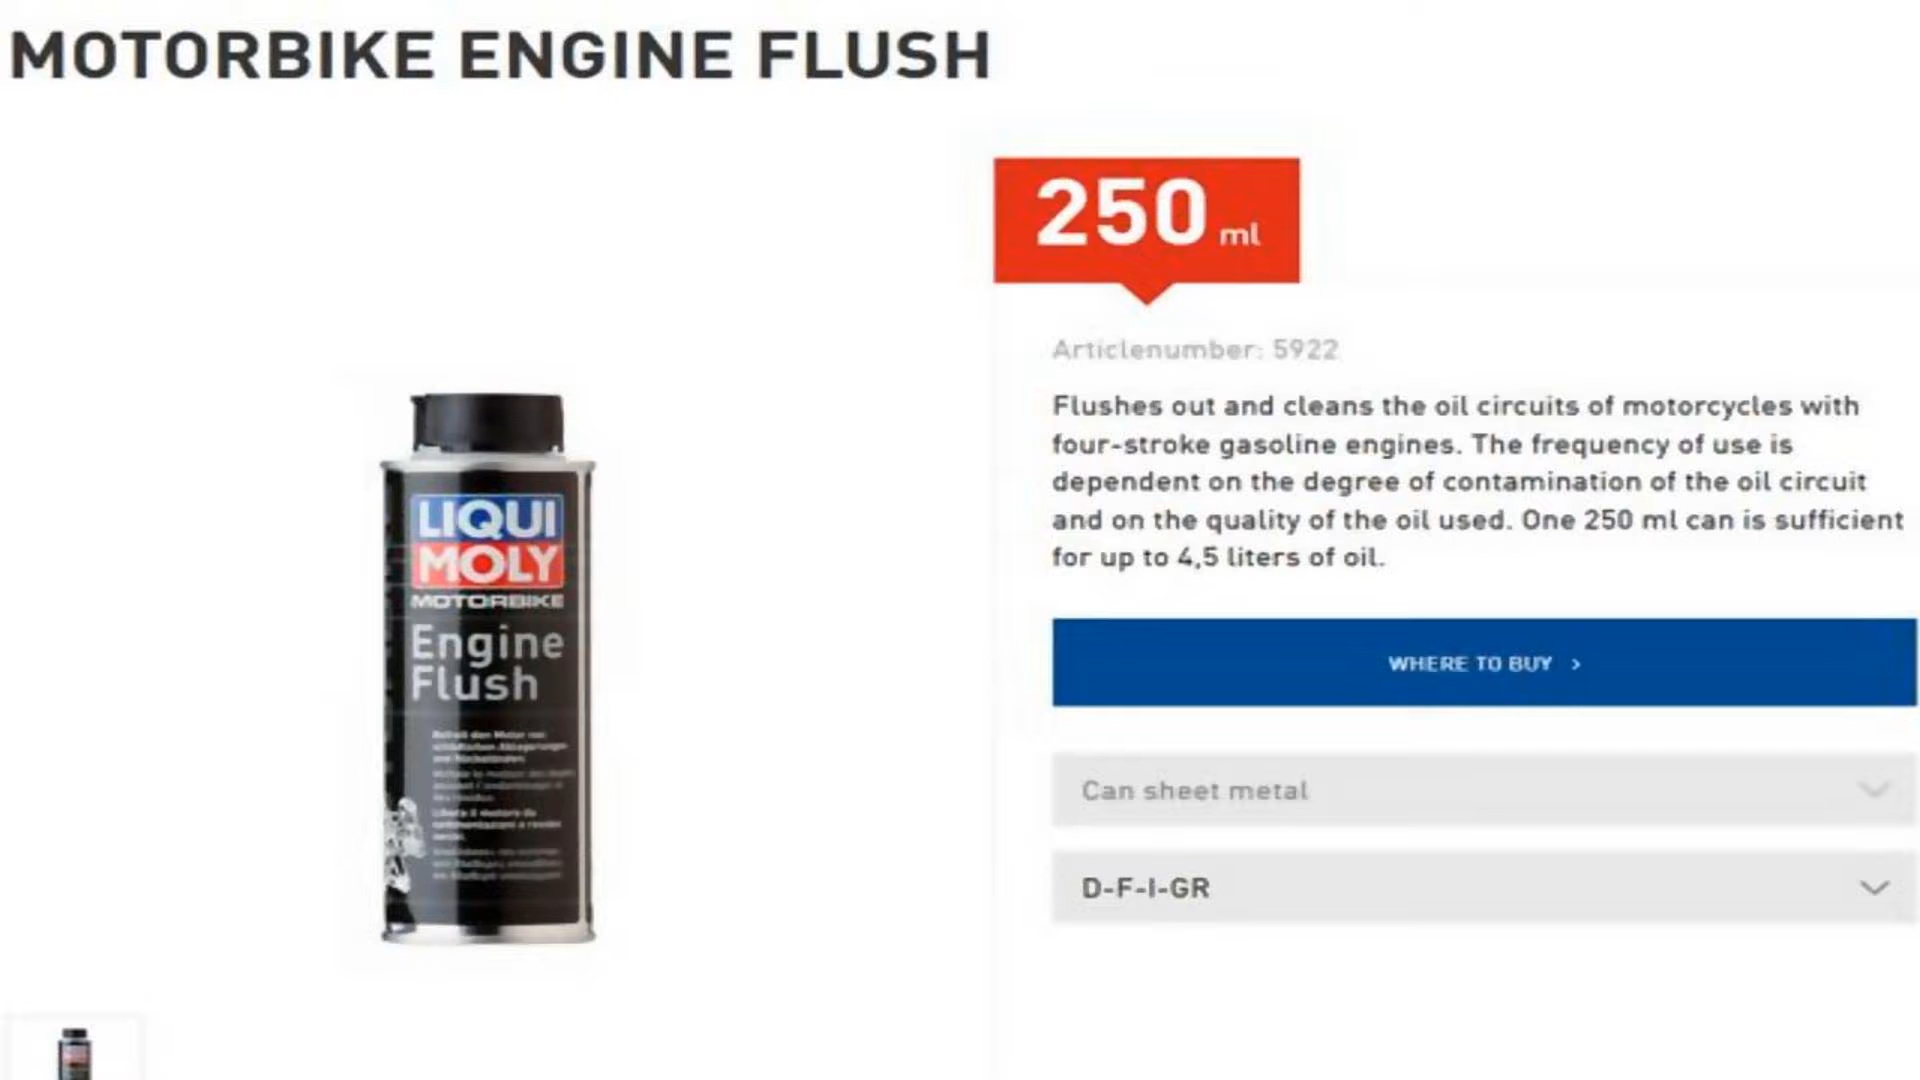 MOTORBIKE ENGINE FLUSH
250 ml
Articlenumber: 5922
Flushes out and cleans the oil circuits of motorcycles with
four-stroke gasoline engines. The frequency of use is
dependent on the degree of contamination of the oil circuit
and on the quality of the oil used. One 250 ml can is sufficient
for up to 4,5 liters of oil.
WHERE TO BUY >
Can sheet metal
D-F-I-GR
LIQUI
MOLY
MOTORBIKE
Engine
Flush